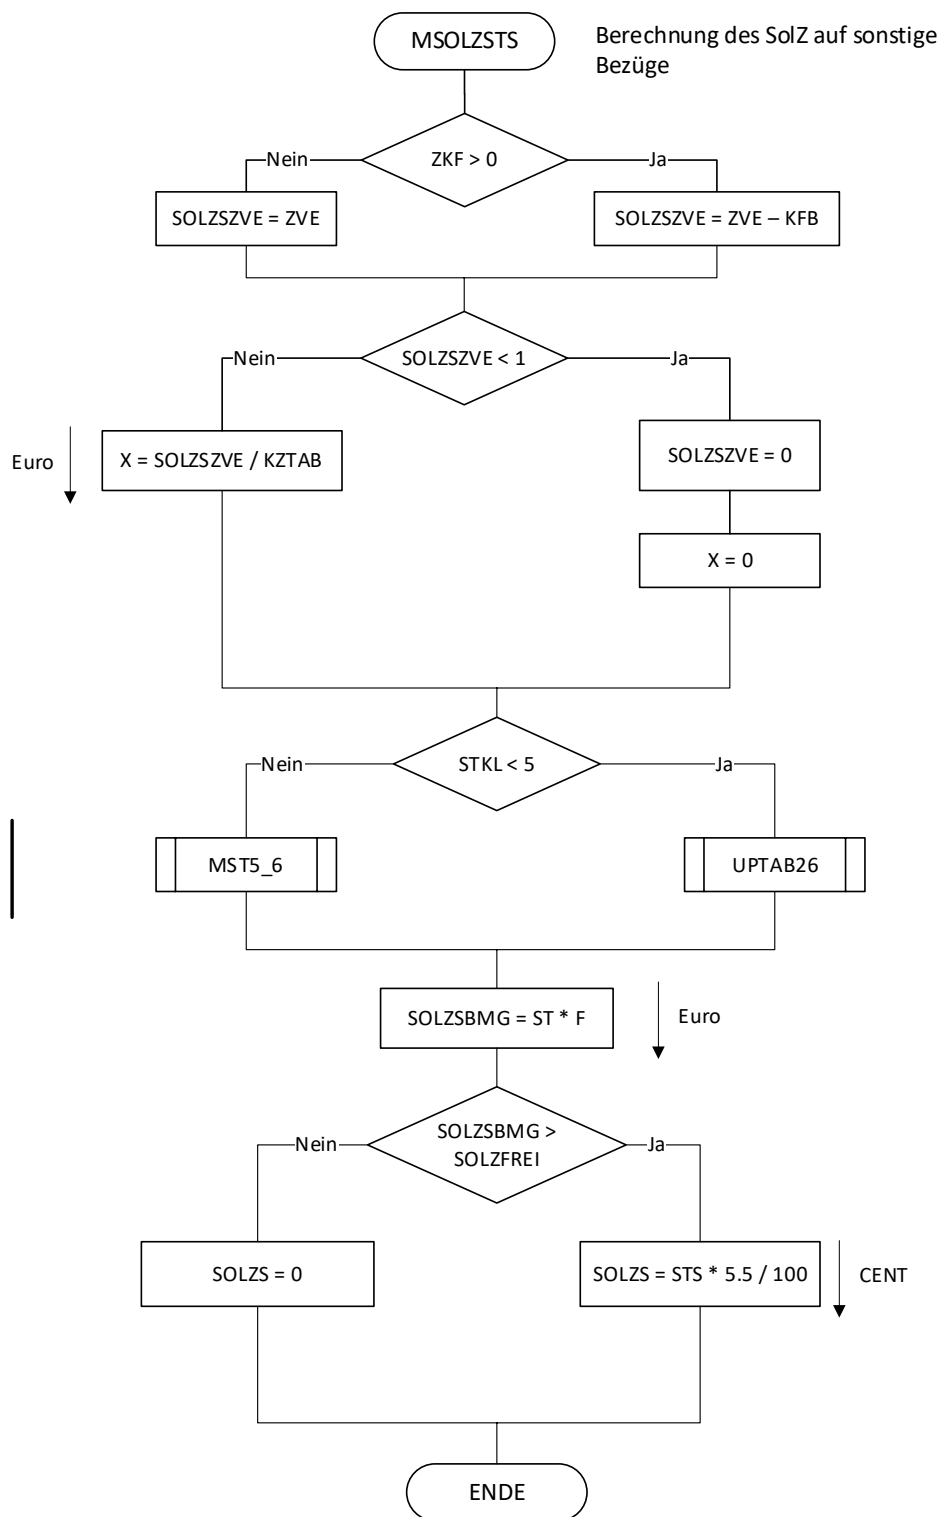 MSOLZSTS
Berechnung des SolZ auf sonstige
Bezüge
ZKF > 0
Nein
Ja
SOLZSZVE = ZVE
SOLZSZVE = ZVE – KFB
SOLZSZVE < 1
Nein
Ja
Euro
X = SOLZSZVE / KZTAB
SOLZSZVE = 0
X = 0
STKL < 5
Nein
Ja
MST5_6
UPTAB26
SOLZSBMG = ST * F
Euro
SOLZSBMG >
SOLZFREI
Nein
Ja
SOLZS = 0
SOLZS = STS * 5.5 / 100
CENT
ENDE